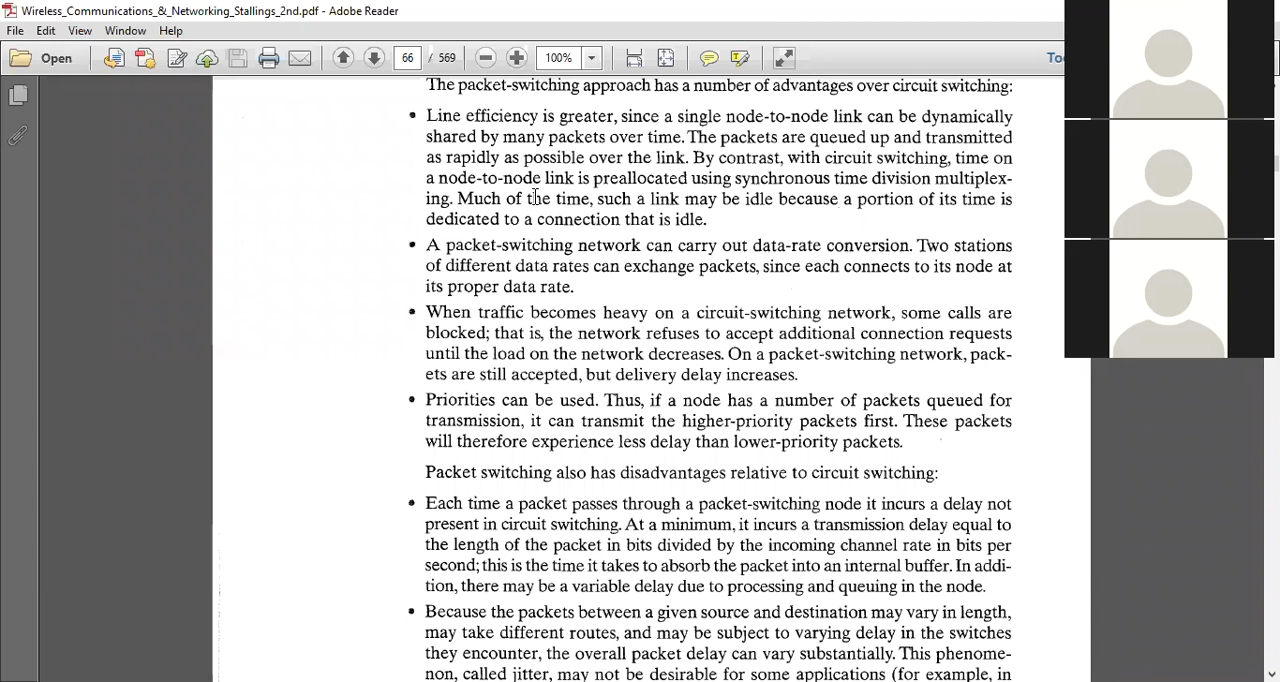 Wireless_Communications_&_Networking_Stallings_2nd.pdf - Adobe Reader
File Edit View Window Help
Open 66 / 569 100% To
The packet-switching approach has a number of advantages over circuit switching:
• Line efficiency is greater, since a single node-to-node link can be dynamically
shared by many packets over time. The packets are queued up and transmitted
as rapidly as possible over the link. By contrast, with circuit switching, time on
a node-to-node link is preallocated using synchronous time division multiplex-
ing. Much of the time, such a link may be idle because a portion of its time is
dedicated to a connection that is idle.
• A packet-switching network can carry out data-rate conversion. Two stations
of different data rates can exchange packets, since each connects to its node at
its proper data rate.
• When traffic becomes heavy on a circuit-switching network, some calls are
blocked; that is, the network refuses to accept additional connection requests
until the load on the network decreases. On a packet-switching network, pack-
ets are still accepted, but delivery delay increases.
• Priorities can be used. Thus, if a node has a number of packets queued for
transmission, it can transmit the higher-priority packets first. These packets
will therefore experience less delay than lower-priority packets.
Packet switching also has disadvantages relative to circuit switching:
• Each time a packet passes through a packet-switching node it incurs a delay not
present in circuit switching. At a minimum, it incurs a transmission delay equal to
the length of the packet in bits divided by the incoming channel rate in bits per
second; this is the time it takes to absorb the packet into an internal buffer. In addi-
tion, there may be a variable delay due to processing and queuing in the node.
• Because the packets between a given source and destination may vary in length,
may take different routes, and may be subject to varying delay in the switches
they encounter, the overall packet delay can vary substantially. This phenome-
non, called jitter, may not be desirable for some applications (for example, in